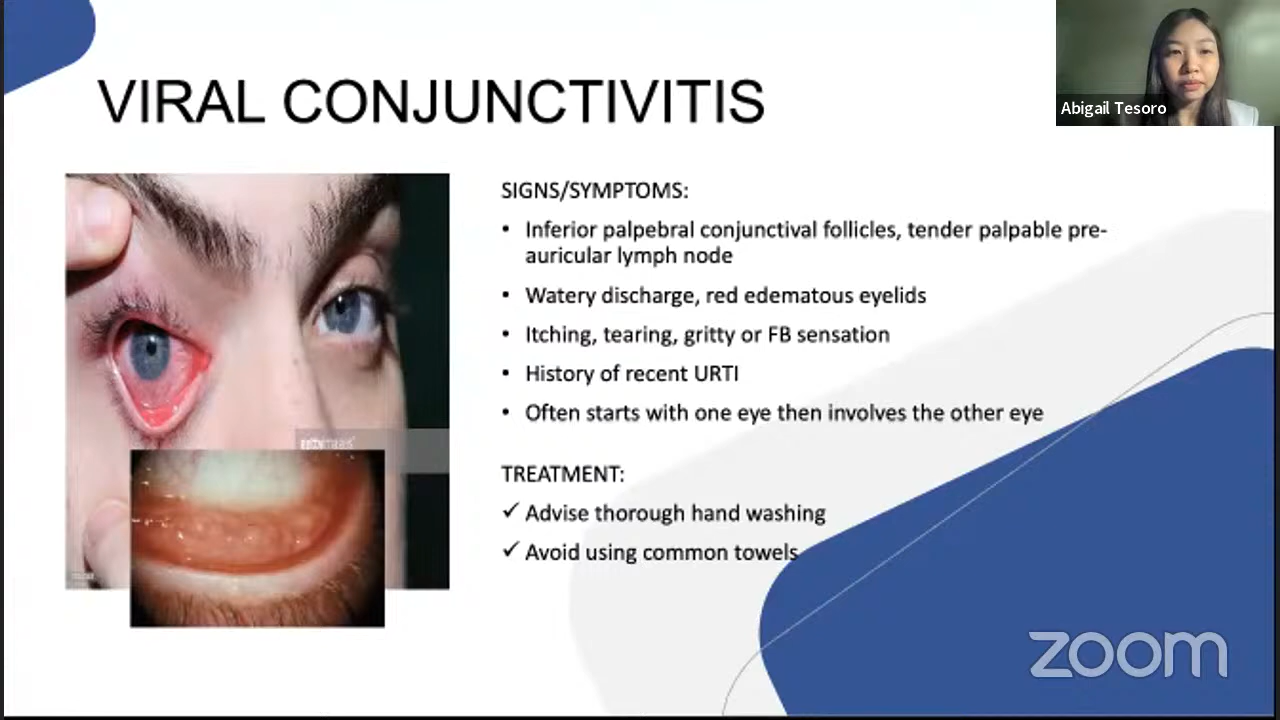 VIRAL CONJUNCTIVITIS
Abigail Tesoro
SIGNS/SYMPTOMS:
• Inferior palpebral conjunctival follicles, tender palpable pre-
auricular lymph node
• Watery discharge, red edematous eyelids
• Itching, tearing, gritty or FB sensation
• History of recent URTI
• Often starts with one eye then involves the other eye
TREATMENT:
✓ Advise thorough hand washing
✓ Avoid using common towels
zoom